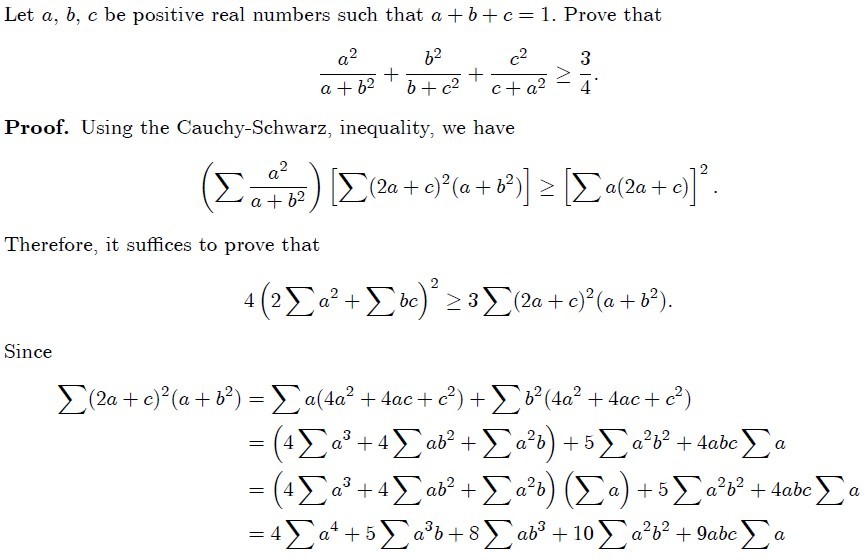 Let a, b, c be positive real numbers such that a + b + c = 1. Prove that
\frac{a^2}{a+b^2} + \frac{b^2}{b+c^2} + \frac{c^2}{c+a^2} \geq \frac{3}{4}.
Proof. Using the Cauchy-Schwarz, inequality, we have
\left( \sum \frac{a^2}{a+b^2} \right) \left[ \sum (2a+c)^2(a+b^2) \right] \geq \left[ \sum a(2a+c) \right]^2.
Therefore, it suffices to prove that
4 \left( 2 \sum a^2 + \sum bc \right)^2 \geq 3 \sum (2a+c)^2(a+b^2).
Since
\sum (2a+c)^2(a+b^2) = \sum a(4a^2+4ac+c^2) + \sum b^2(4a^2+4ac+c^2)
= \left( 4 \sum a^3 + 4 \sum ab^2 + \sum a^2b \right) + 5 \sum a^2b^2 + 4abc \sum a
= \left( 4 \sum a^3 + 4 \sum ab^2 + \sum a^2b \right) \left( \sum a \right) + 5 \sum a^2b^2 + 4abc \sum a
= 4 \sum a^4 + 5 \sum a^3b + 8 \sum ab^3 + 10 \sum a^2b^2 + 9abc \sum a